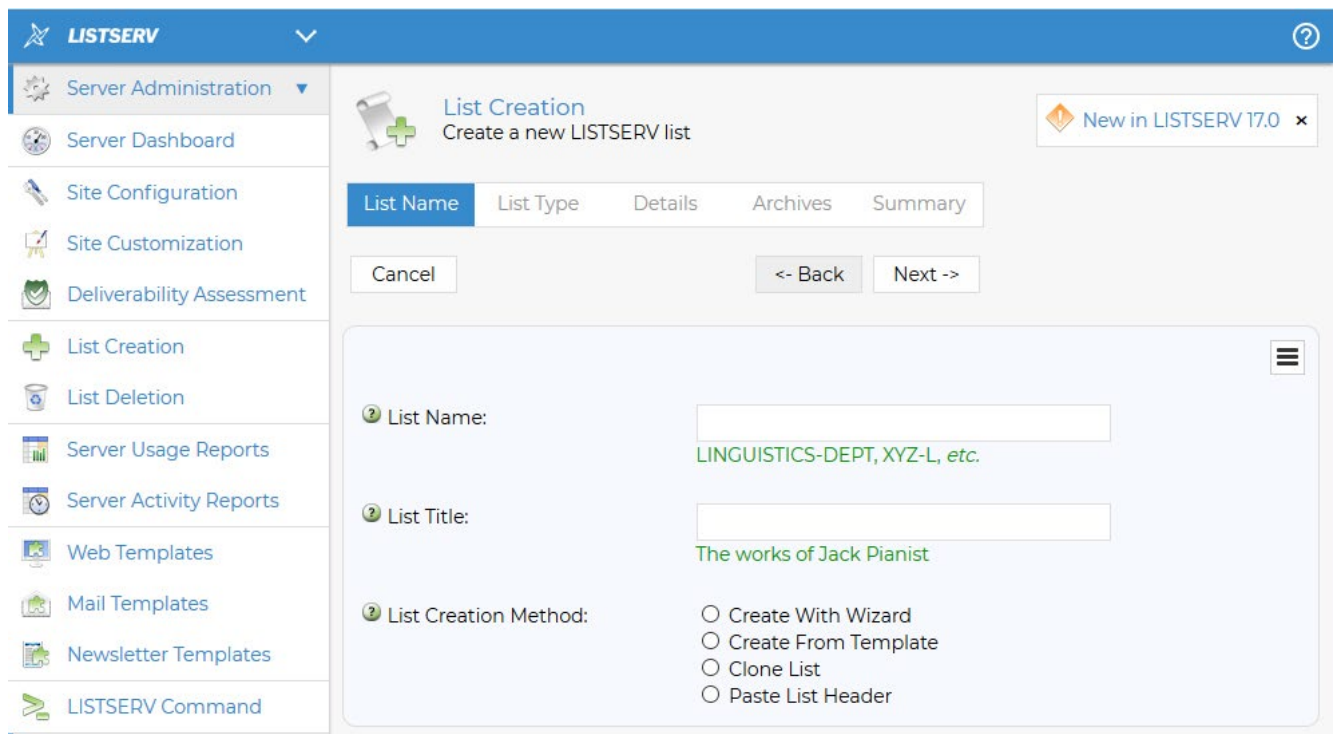 LISTSERV
Server Administration
Server Dashboard
Site Configuration
Site Customization
Deliverability Assessment
List Creation
List Deletion
Server Usage Reports
Server Activity Reports
Web Templates
Mail Templates
Newsletter Templates
LISTSERV Command
List Creation
Create a new LISTSERV list
New in LISTSERV 17.0 ×
List Name List Type Details Archives Summary
Cancel <- Back Next ->
List Name:
LINGUISTICS-DEPT, XYZ-L, etc.
List Title:
The works of Jack Pianist
List Creation Method:
Create With Wizard
Create From Template
Clone List
Paste List Header